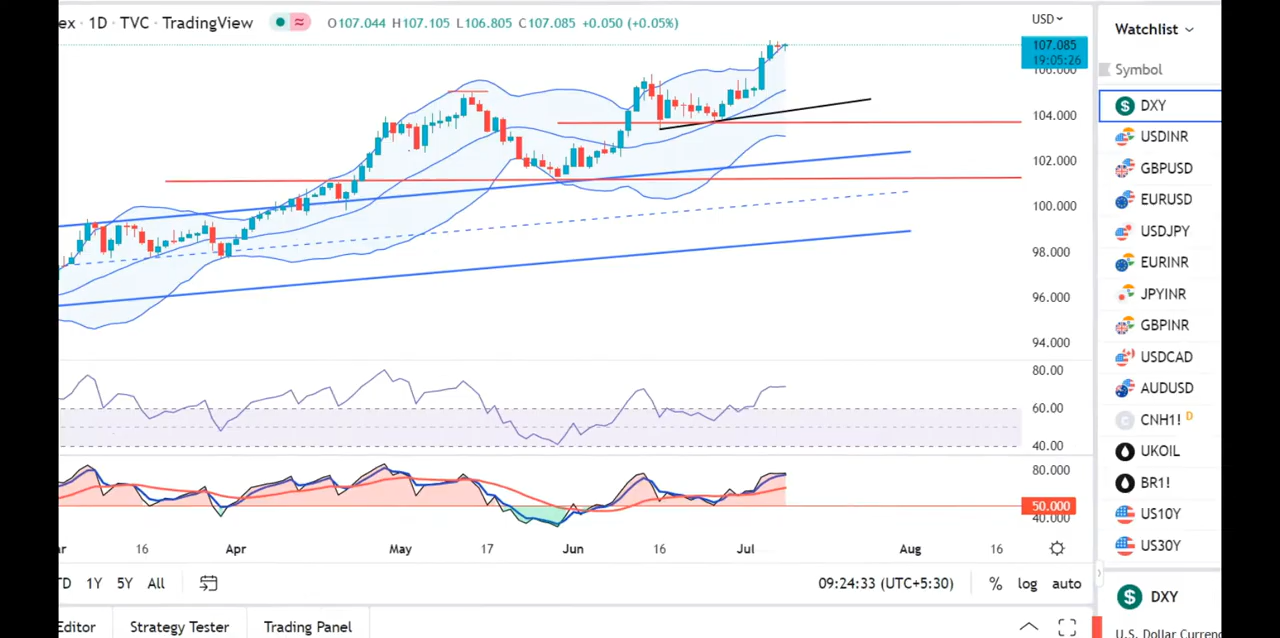 ex · 1D · TVC · TradingView
O107.044 H107.105 L106.805 C107.085 +0.050 (+0.05%)
USD
107.085
19:05:26
106.000
104.000
102.000
100.000
98.000
96.000
94.000
80.00
60.00
40.00
80.000
50.000
40.000
ar 16 Apr May 17 Jun 16 Jul Aug 16
TD 1Y 5Y All
09:24:33 (UTC+5:30)
% log auto
Editor
Strategy Tester
Trading Panel
Watchlist
Symbol
$ DXY
USDINR
GBPUSD
EURUSD
USDJPY
EURINR
JPYINR
GBPINR
USDCAD
AUDUSD
C CNH1! D
UKOIL
BR1!
US10Y
US30Y
$ DXY
U.S. Dollar Currenc